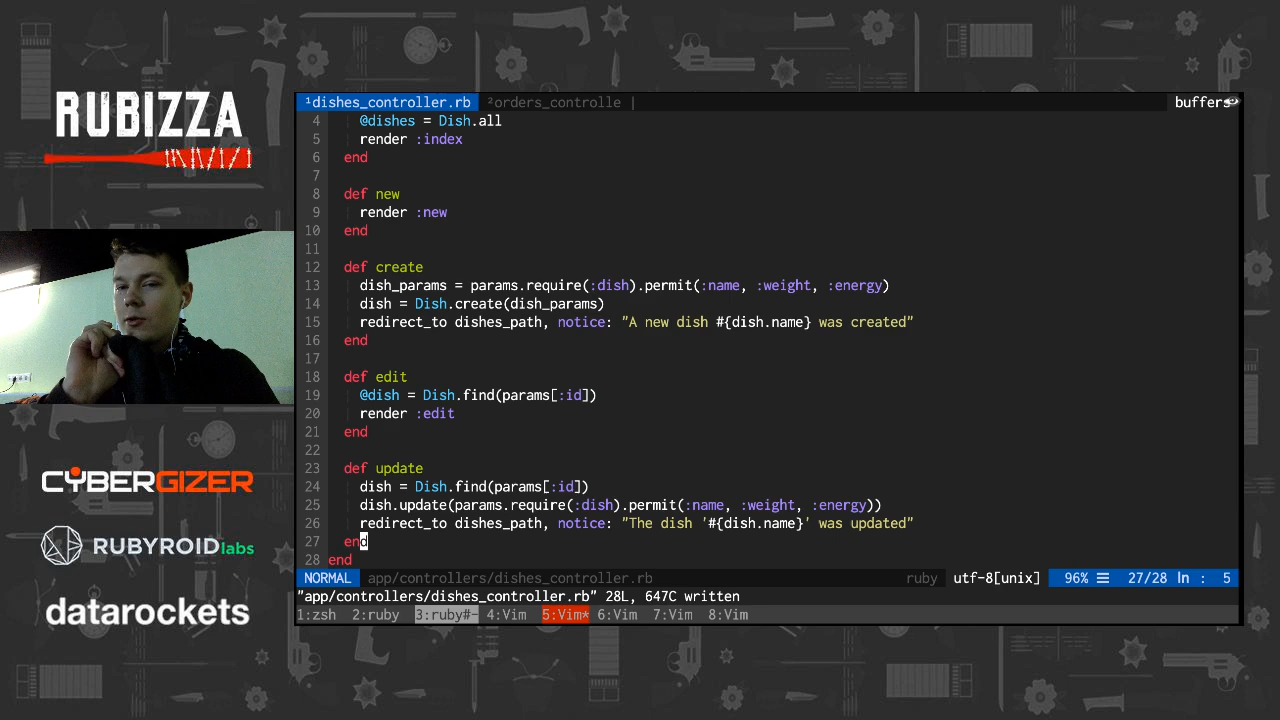 RUBIZZA
CYBERGIZER
RUBYROID labs
datarockets
¹dishes_controller.rb ²orders_controlle | buffers
4 @dishes = Dish.all
5 render :index
6 end
7
8 def new
9 render :new
10 end
11
12 def create
13 dish_params = params.require(:dish).permit(:name, :weight, :energy)
14 dish = Dish.create(dish_params)
15 redirect_to dishes_path, notice: "A new dish #{dish.name} was created"
16 end
17
18 def edit
19 @dish = Dish.find(params[:id])
20 render :edit
21 end
22
23 def update
24 dish = Dish.find(params[:id])
25 dish.update(params.require(:dish).permit(:name, :weight, :energy))
26 redirect_to dishes_path, notice: "The dish '#{dish.name}' was updated"
27 end
28 end
NORMAL app/controllers/dishes_controller.rb ruby utf-8[unix] 96% ☰ 27/28 ln : 5
"app/controllers/dishes_controller.rb" 28L, 647C written
1:zsh 2:ruby 3:ruby#- 4:Vim 5:Vim* 6:Vim 7:Vim 8:Vim